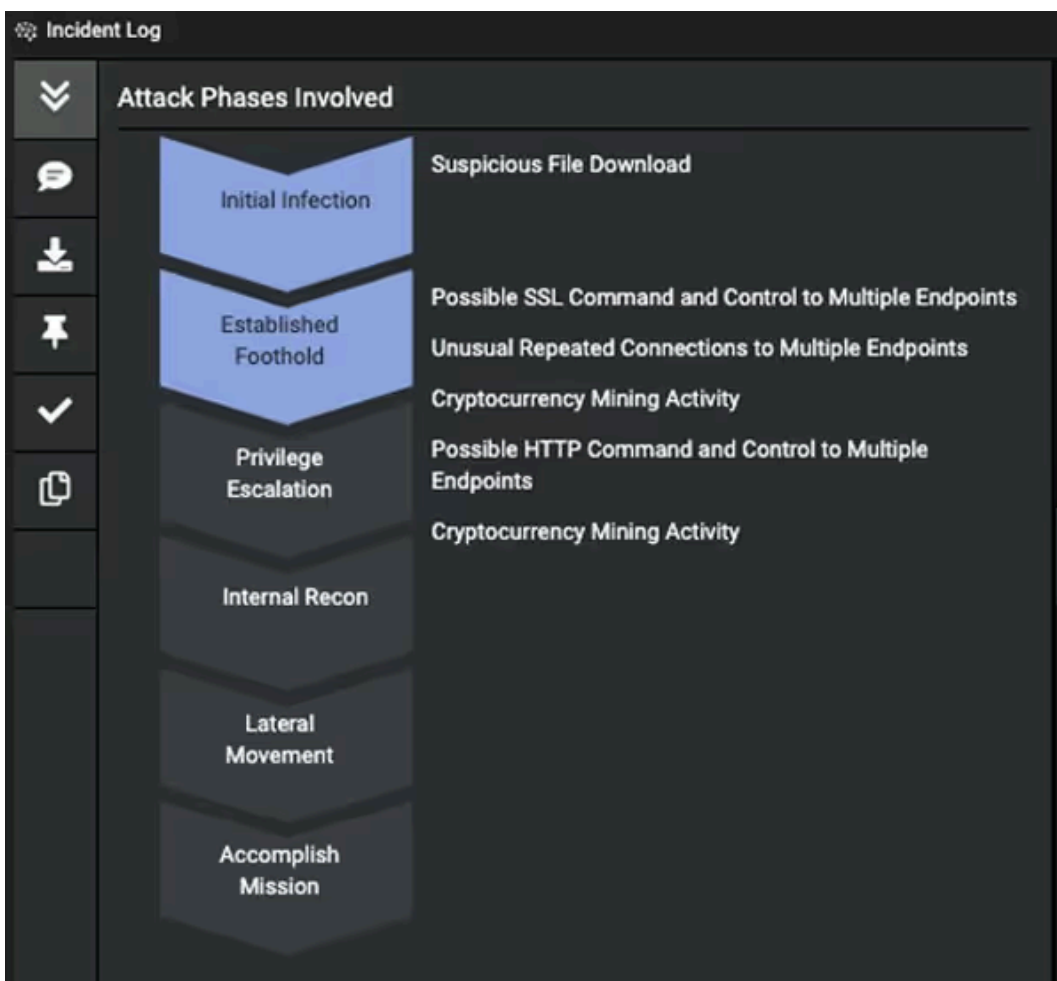 Incident Log
Attack Phases Involved
Initial Infection
Suspicious File Download
Established
Foothold
Possible SSL Command and Control to Multiple Endpoints
Unusual Repeated Connections to Multiple Endpoints
Cryptocurrency Mining Activity
Possible HTTP Command and Control to Multiple
Endpoints
Cryptocurrency Mining Activity
Privilege
Escalation
Internal Recon
Lateral
Movement
Accomplish
Mission